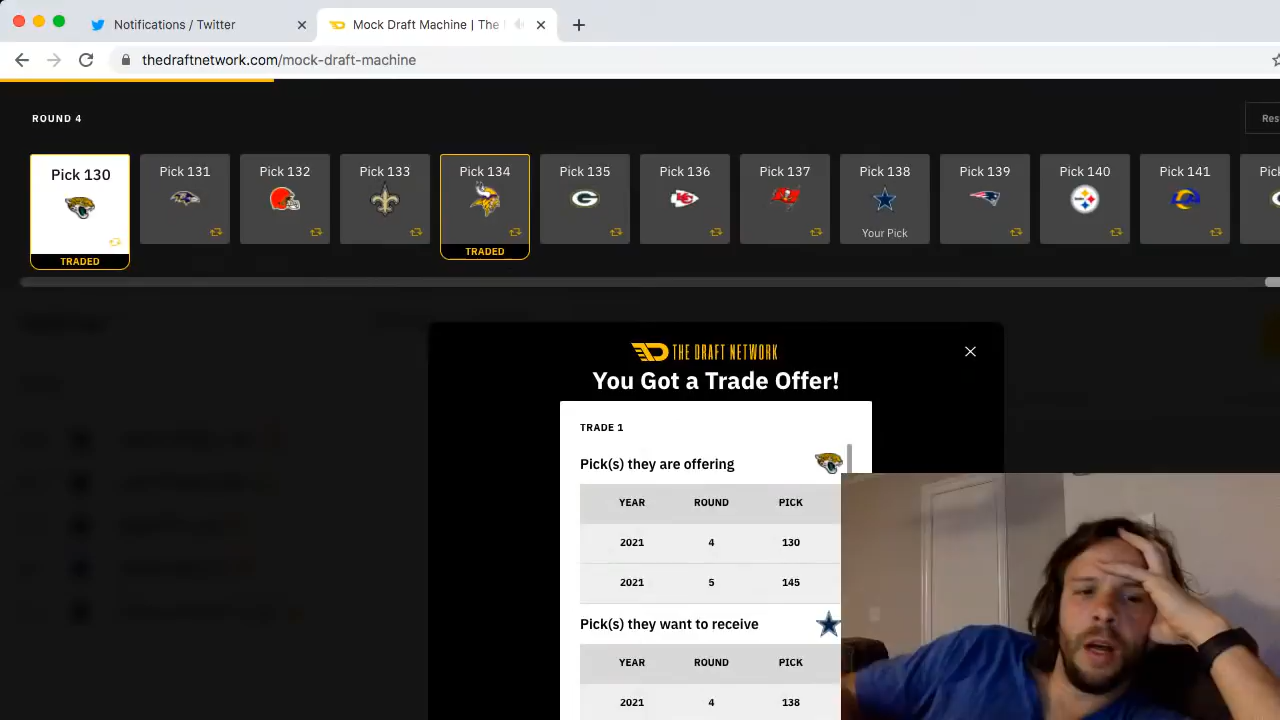 Notifications / Twitter
Mock Draft Machine | The
thedraftnetwork.com/mock-draft-machine
ROUND 4
Res
Pick 130
TRADED
Pick 131
Pick 132
Pick 133
Pick 134
TRADED
Pick 135
Pick 136
Pick 137
Pick 138
Your Pick
Pick 139
Pick 140
Pick 141
Pic
THE DRAFT NETWORK
You Got a Trade Offer!
TRADE 1
Pick(s) they are offering
YEAR ROUND PICK
2021 4 130
2021 5 145
Pick(s) they want to receive
YEAR ROUND PICK
2021 4 138